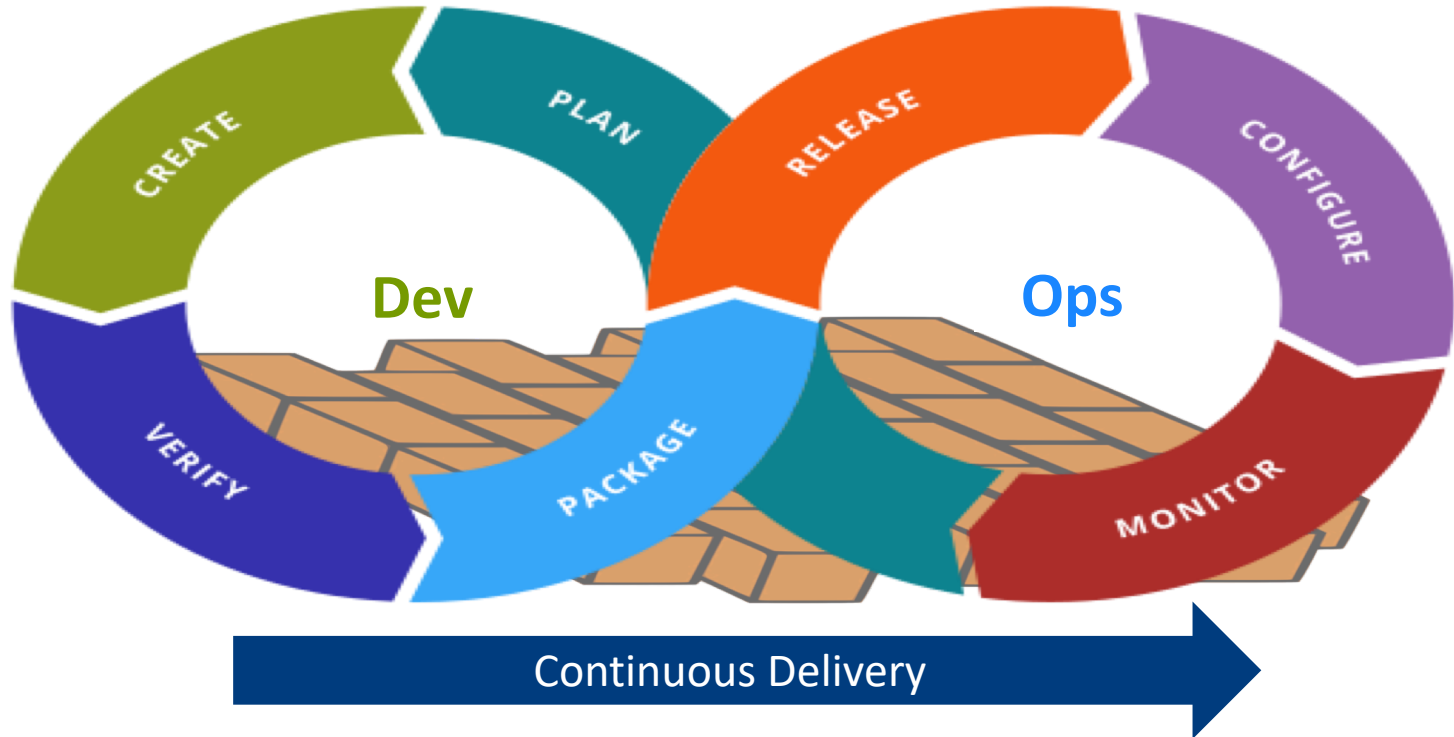 PLAN
CREATE
RELEASE
CONFIGURE
Dev
Ops
VERIFY
PACKAGE
MONITOR
Continuous Delivery